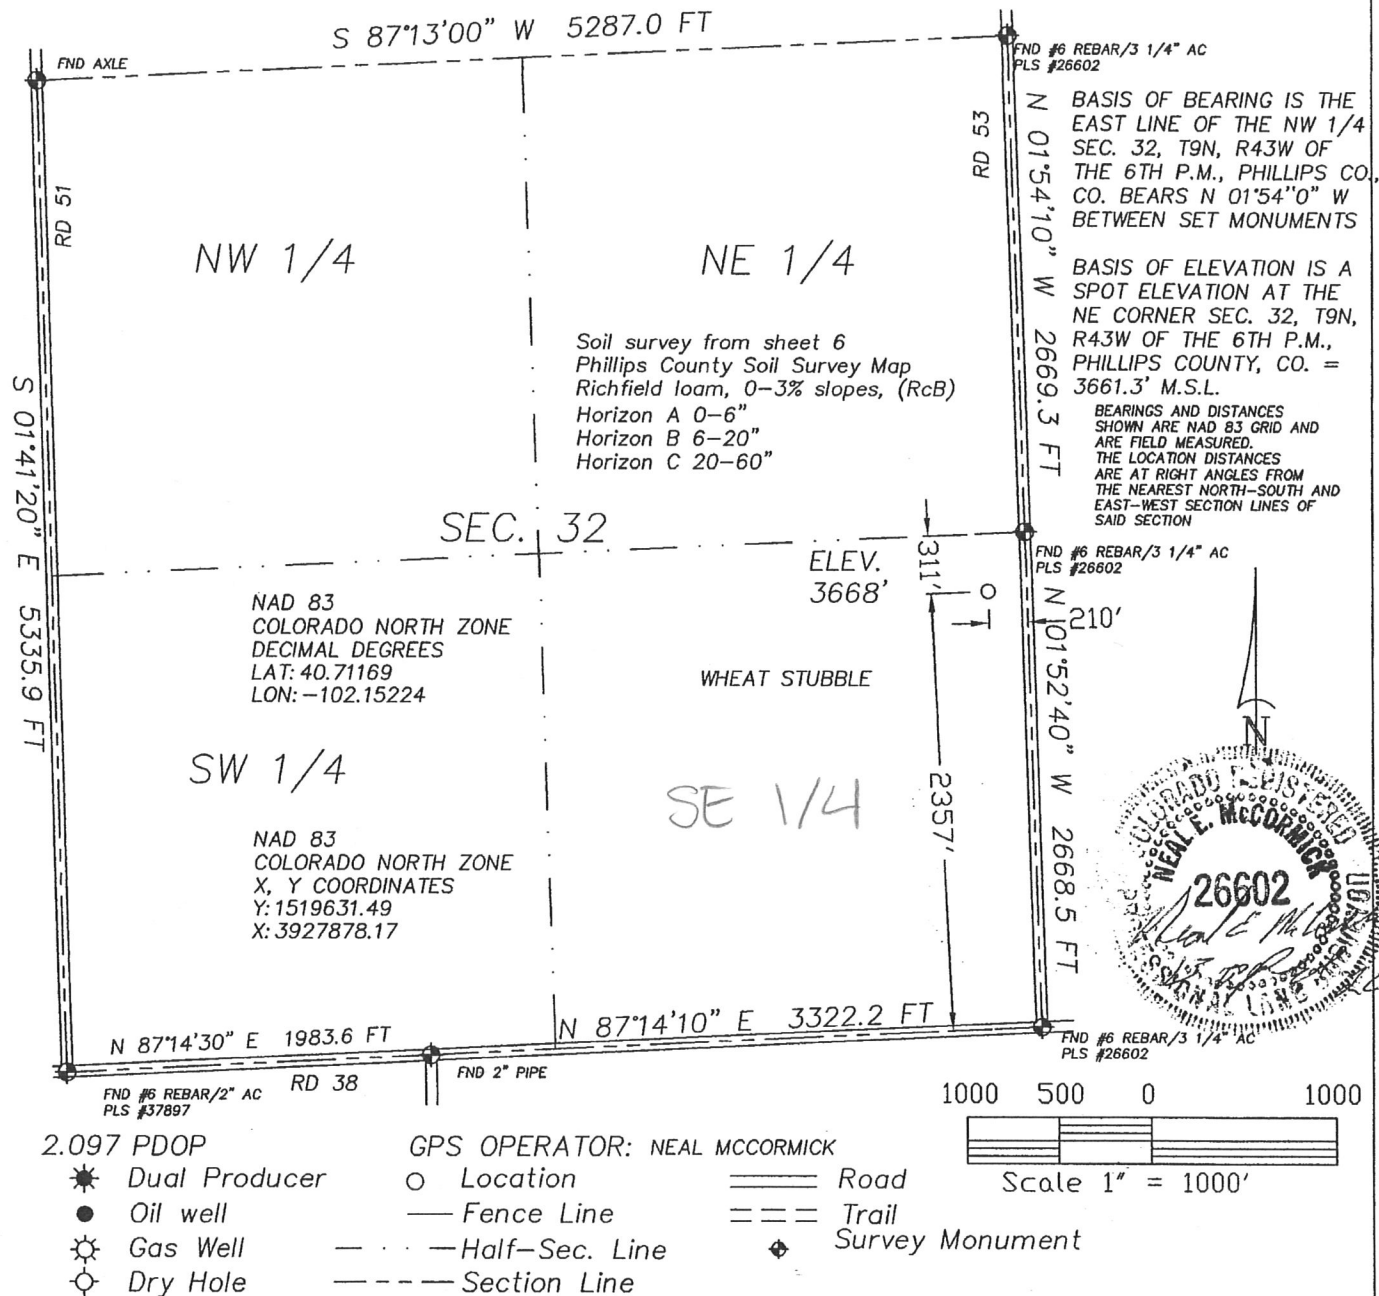 S 87°13'00" W 5287.0 FT
FND AXLE
FND #6 REBAR/3 1/4" AC
PLS #26602
RD 51
RD 53
N 01°54'10" W 2669.3 FT
BASIS OF BEARING IS THE
EAST LINE OF THE NW 1/4
SEC. 32, T9N, R43W OF
THE 6TH P.M., PHILLIPS CO.,
CO. BEARS N 01°54''0" W
BETWEEN SET MONUMENTS
NW 1/4
NE 1/4
BASIS OF ELEVATION IS A
SPOT ELEVATION AT THE
NE CORNER SEC. 32, T9N,
R43W OF THE 6TH P.M.,
PHILLIPS COUNTY, CO. =
3661.3' M.S.L.
Soil survey from sheet 6
Phillips County Soil Survey Map
Richfield loam, 0-3% slopes, (RcB)
Horizon A 0-6"
Horizon B 6-20"
Horizon C 20-60"
BEARINGS AND DISTANCES
SHOWN ARE NAD 83 GRID AND
ARE FIELD MEASURED.
THE LOCATION DISTANCES
ARE AT RIGHT ANGLES FROM
THE NEAREST NORTH-SOUTH AND
EAST-WEST SECTION LINES OF
SAID SECTION
S 01°41'20" E 5335.9 FT
SEC. 32
ELEV.
3668'
311'
FND #6 REBAR/3 1/4" AC
PLS #26602
210'
N 01°52'40" W 2668.5 FT
NAD 83
COLORADO NORTH ZONE
DECIMAL DEGREES
LAT: 40.71169
LON: -102.15224
WHEAT STUBBLE
N
SW 1/4
SE 1/4
2357'
NAD 83
COLORADO NORTH ZONE
X, Y COORDINATES
Y: 1519631.49
X: 3927878.17
COLORADO REGISTERED
NEAL E. McCORMICK
26602
N 87°14'30" E 1983.6 FT
N 87°14'10" E 3322.2 FT
RD 38
FND 2" PIPE
FND #6 REBAR/3 1/4" AC
PLS #26602
FND #6 REBAR/2" AC
PLS #37897
1000 500 0 1000
Scale 1" = 1000'
2.097 PDOP
GPS OPERATOR: NEAL MCCORMICK
Dual Producer
Location
Road
Oil well
Fence Line
Trail
Gas Well
Half-Sec. Line
Survey Monument
Dry Hole
Section Line